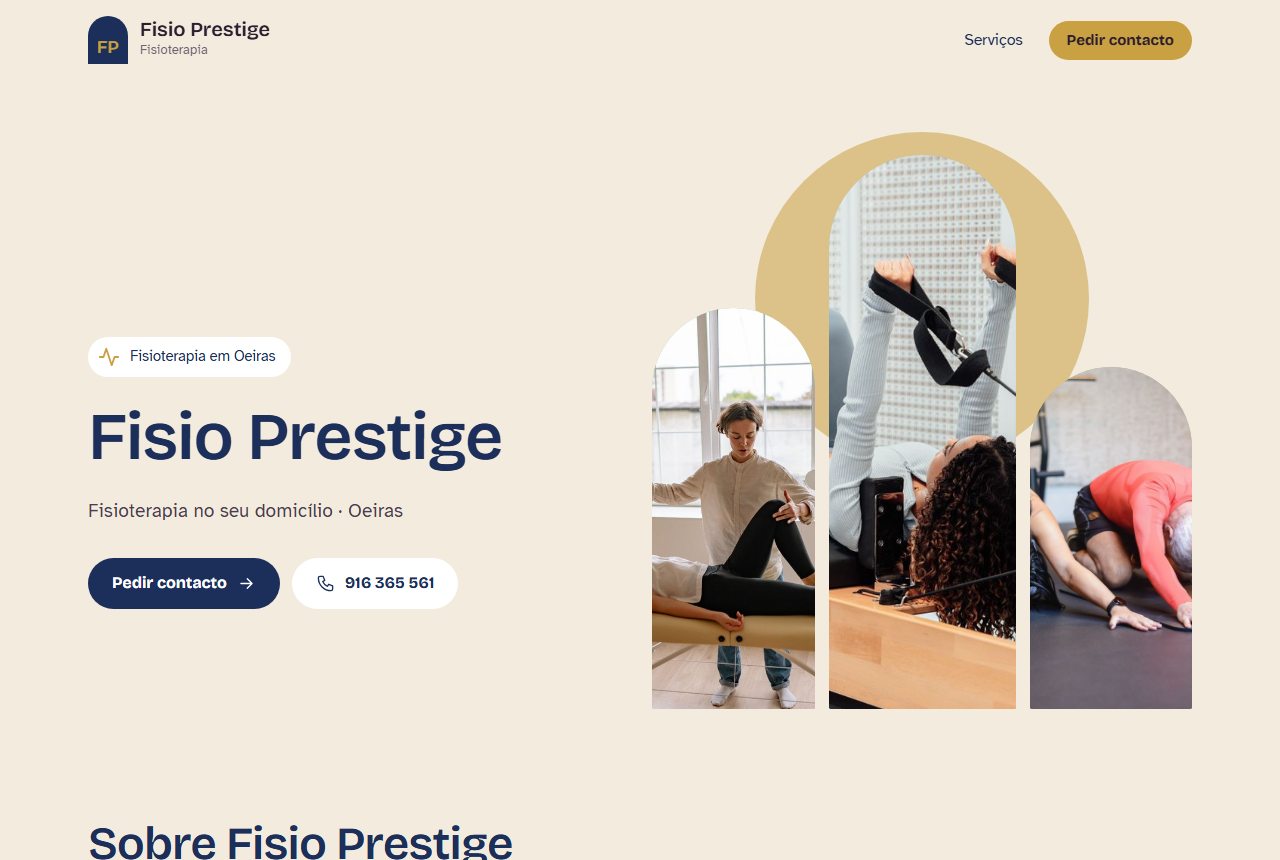 FP
Fisio Prestige
Fisioterapia
Serviços
Pedir contacto
Fisioterapia em Oeiras
Fisio Prestige
Fisioterapia no seu domicílio · Oeiras
Pedir contacto
916 365 561
Sobre Fisio Prestige